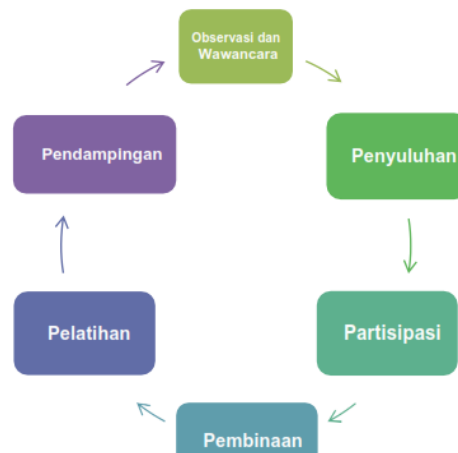 Observasi dan
Wawancara
Penyuluhan
Partisipasi
Pembinaan
Pelatihan
Pendampingan